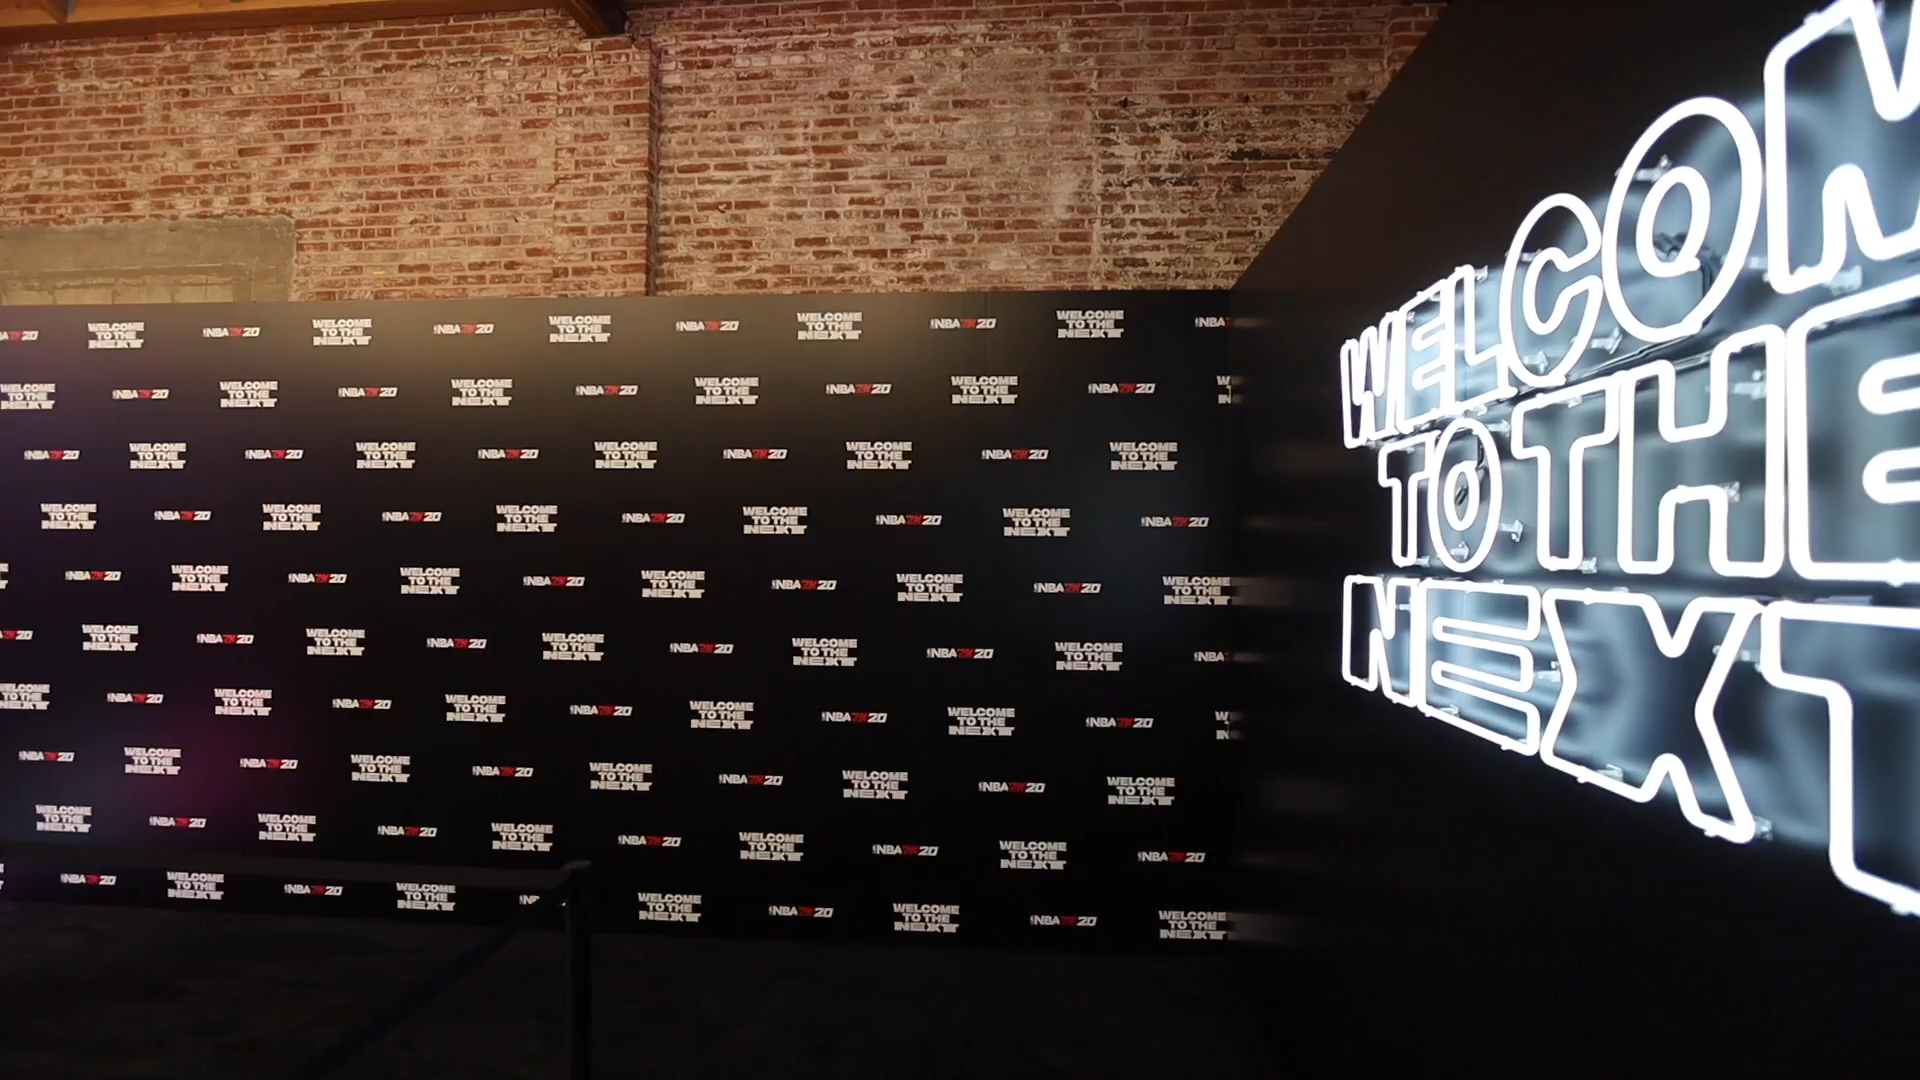 NBA 2K20
WELCOME
TO THE
NEXT
WELCOM
TO THE
NEXT